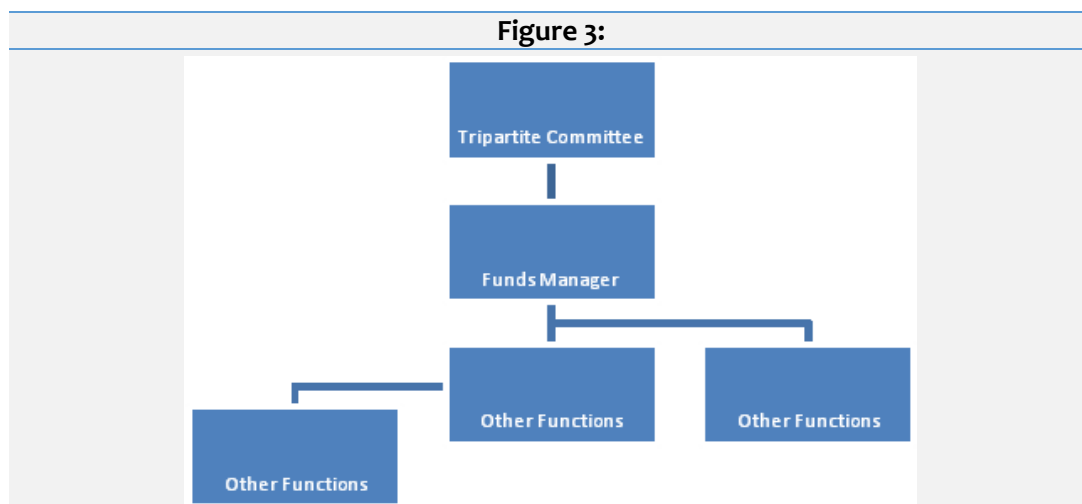 Figure 3:
Tripartite Committee
Funds Manager
Other Functions
Other Functions
Other Functions